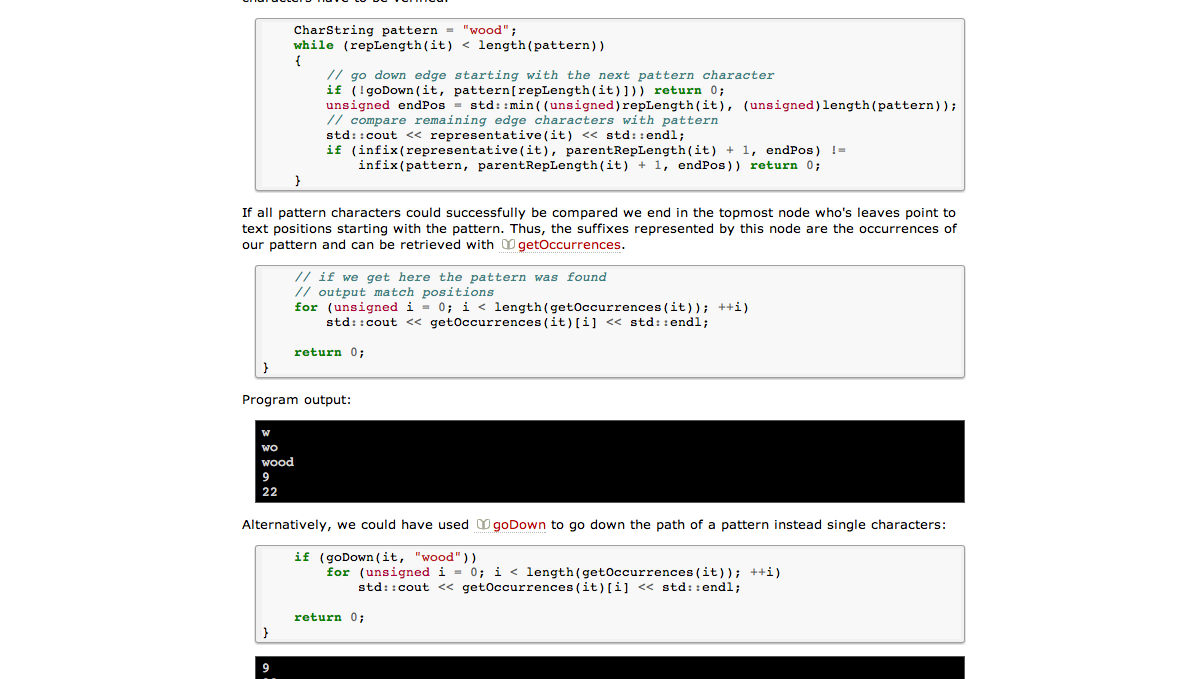 characters have to be verified.
CharString pattern = "wood";
while (repLength(it) < length(pattern))
{
// go down edge starting with the next pattern character
if (!goDown(it, pattern[repLength(it)])) return 0;
unsigned endPos = std::min((unsigned)repLength(it), (unsigned)length(pattern));
// compare remaining edge characters with pattern
std::cout << representative(it) << std::endl;
if (infix(representative(it), parentRepLength(it) + 1, endPos) !=
infix(pattern, parentRepLength(it) + 1, endPos)) return 0;
}
If all pattern characters could successfully be compared we end in the topmost node who's leaves point to
text positions starting with the pattern. Thus, the suffixes represented by this node are the occurrences of
our pattern and can be retrieved with getOccurrences.
// if we get here the pattern was found
// output match positions
for (unsigned i = 0; i < length(getOccurrences(it)); ++i)
std::cout << getOccurrences(it)[i] << std::endl;
return 0;
}
Program output:
w
wo
wood
9
22
Alternatively, we could have used goDown to go down the path of a pattern instead single characters:
if (goDown(it, "wood"))
for (unsigned i = 0; i < length(getOccurrences(it)); ++i)
std::cout << getOccurrences(it)[i] << std::endl;
return 0;
}
9